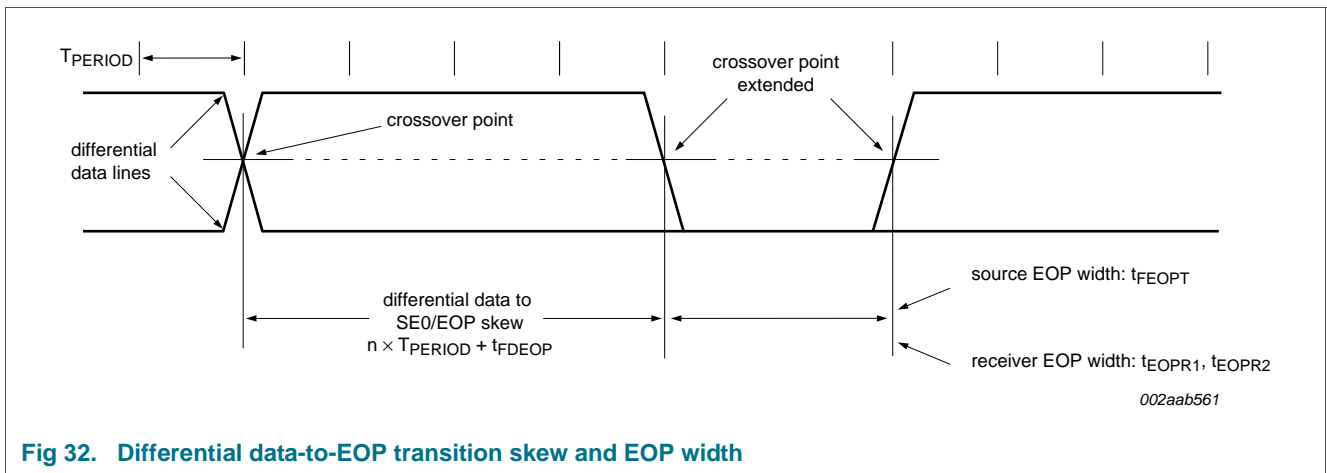 TPERIOD
crossover point
extended
crossover point
differential
data lines
source EOP width: tFEOPT
differential data to
SE0/EOP skew
n × TPERIOD + tFDEOP
receiver EOP width: tEOPR1, tEOPR2
002aab561
Fig 32. Differential data-to-EOP transition skew and EOP width